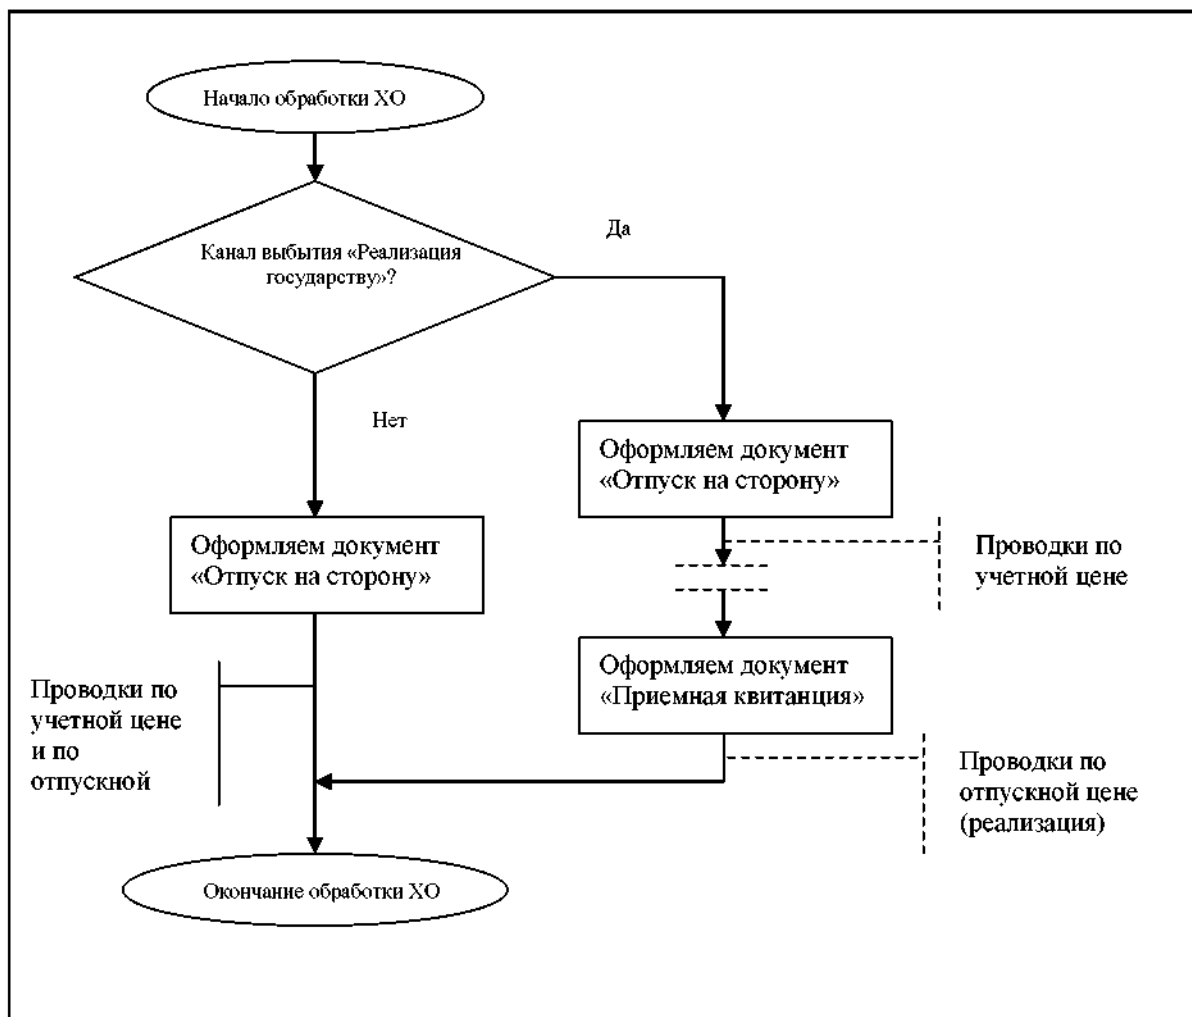 Начало обработки ХО
Да
Канал выбытия «Реализация
государству»?
Нет
Оформляем документ
«Отпуск на сторону»
Оформляем документ
«Отпуск на сторону»
Проводки по
учетной цене
Оформляем документ
«Приемная квитанция»
Проводки по
учетной цене
и по
отпускной
Проводки по
отпускной цене
(реализация)
Окончание обработки ХО